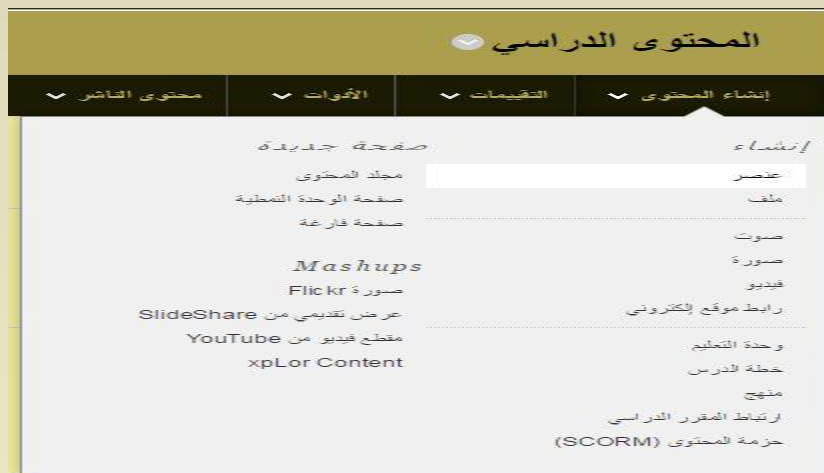 المحتوى الدراسي
إنشاء المحتوى
التقييمات
الأدوات
محتوى الناشر
إنشاء
عنصر
ملف
صوت
صورة
فيديو
رابط موقع إلكتروني
وحدة التعليم
خطة الدرس
منهج
ارتباط المقرر الدراسي
حزمة المحتوى (SCORM)
صفحة جديدة
مجلد المحتوى
صفحة الوحدة النمطية
صفحة فارغة
Mashups
صورة Flickr
عرض تقديمي من SlideShare
مقطع فيديو من YouTube
xpLor Content